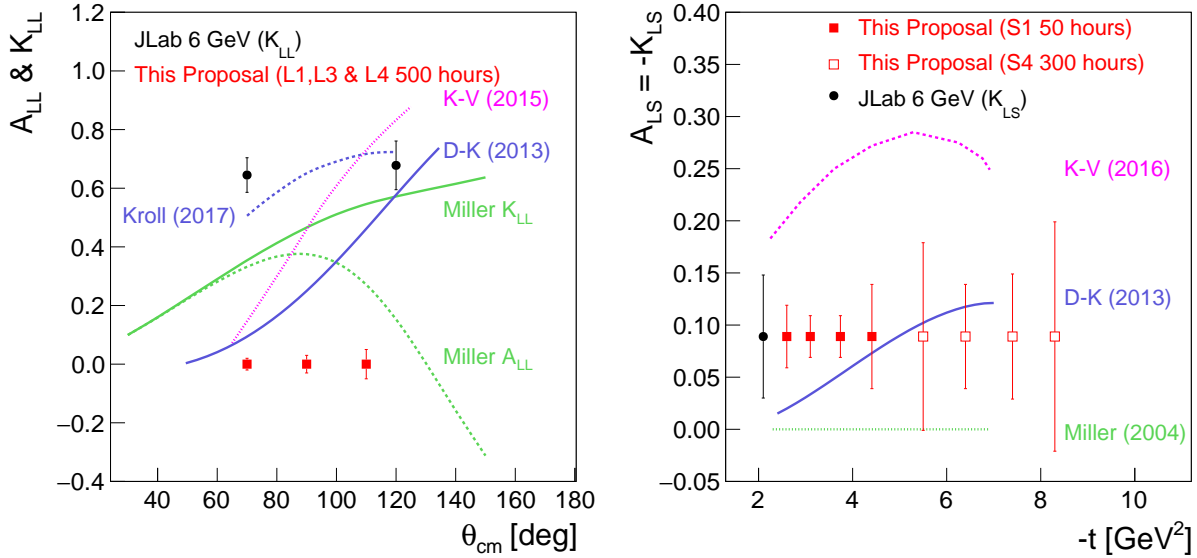 A_LL & K_LL
1.2
1.0
0.8
0.6
0.4
0.2
0.0
−0.2
−0.4
JLab 6 GeV (K_LL)
This Proposal (L1,L3 & L4 500 hours)
K-V (2015)
D-K (2013)
Kroll (2017)
Miller K_LL
Miller A_LL
40 60 80 100 120 140 160 180
θ_cm [deg]
A_LS = -K_LS
0.40
0.35
0.30
0.25
0.20
0.15
0.10
0.05
0.00
−0.05
This Proposal (S1 50 hours)
This Proposal (S4 300 hours)
JLab 6 GeV (K_LS)
K-V (2016)
D-K (2013)
Miller (2004)
2 4 6 8 10
-t [GeV²]